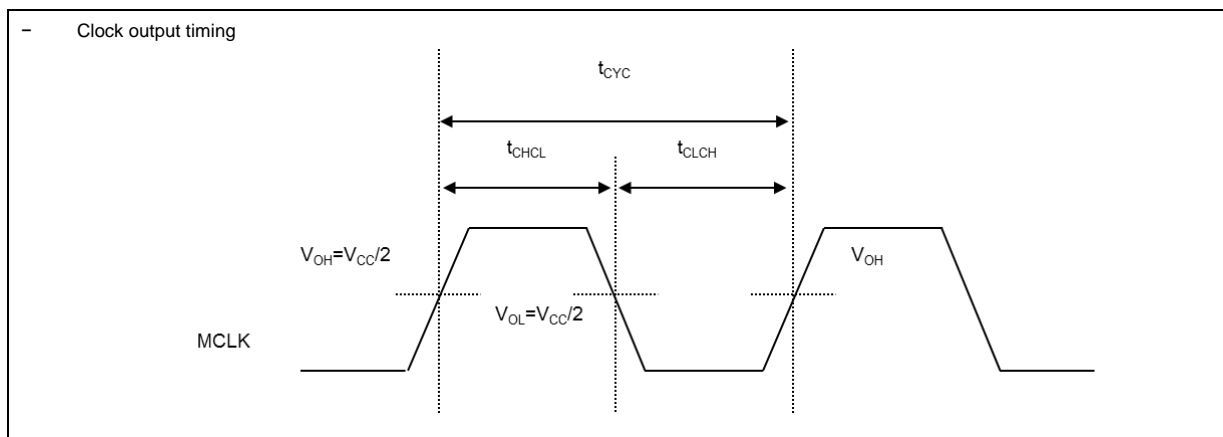 − Clock output timing
tCYC
tCHCL tCLCH
VOH=VCC/2 VOH
VOL=VCC/2
MCLK